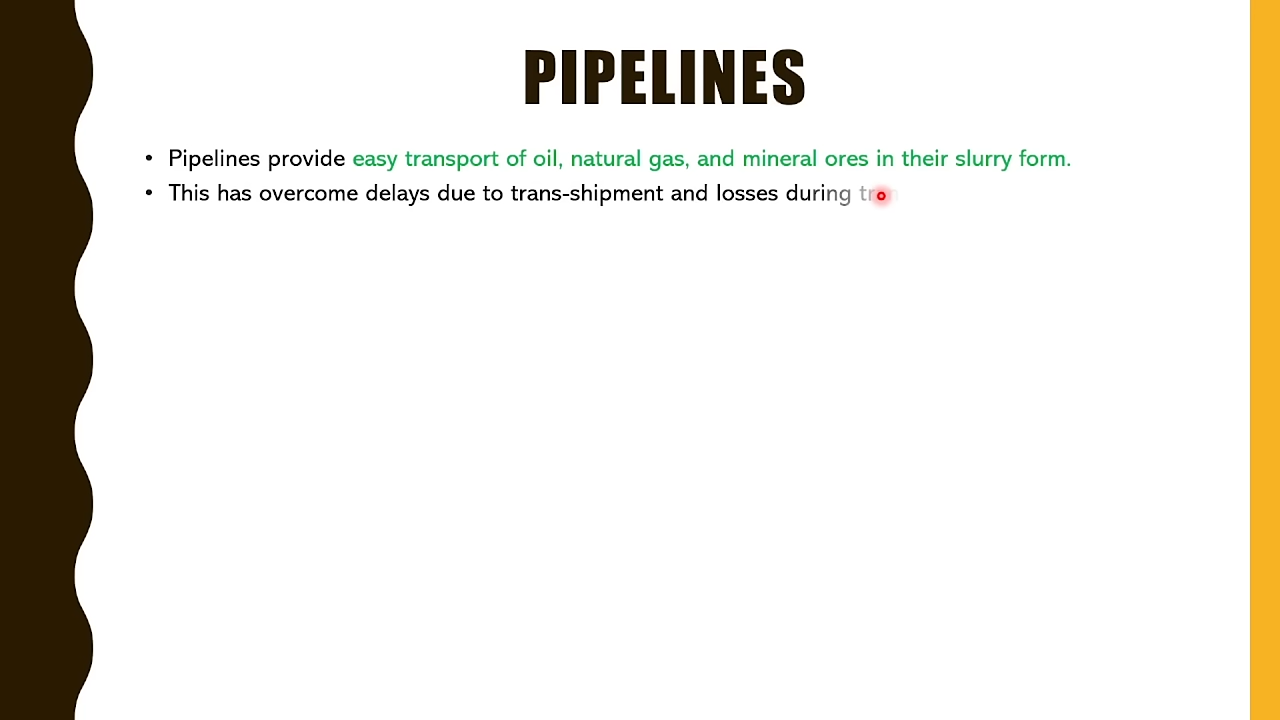 PIPELINES
• Pipelines provide easy transport of oil, natural gas, and mineral ores in their slurry form.
• This has overcome delays due to trans-shipment and losses during